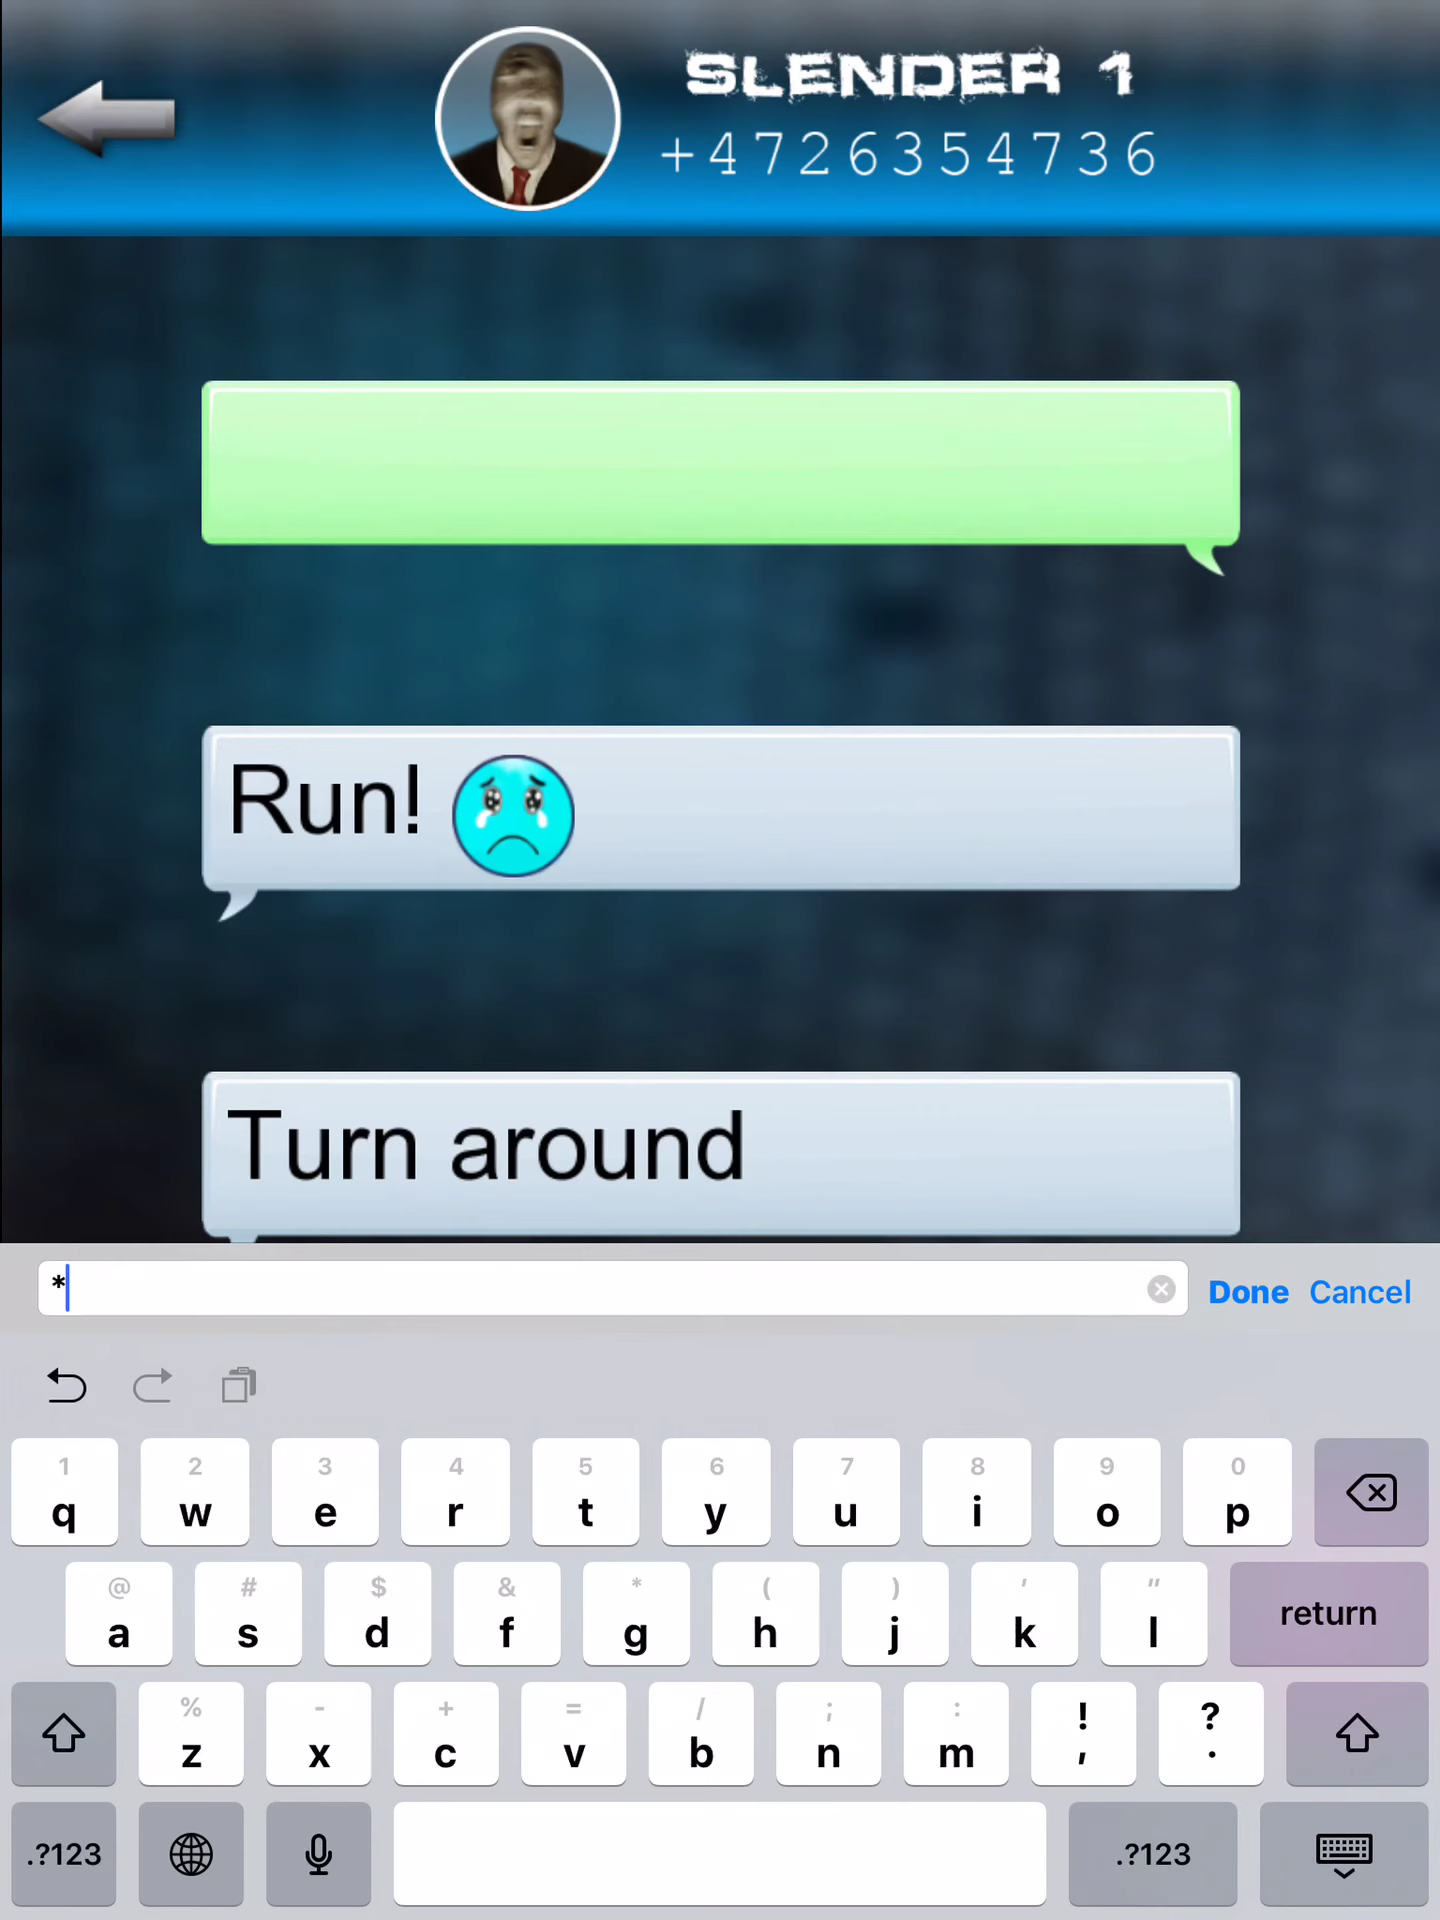 SLENDER 1
+4726354736
Run!
Turn around
*
Done Cancel
1 2 3 4 5 6 7 8 9 0
q w e r t y u i o p
@ # $ & * ( ) ' "
a s d f g h j k l return
% - + = / ; : ! ?
z x c v b n m , .
.?123 .?123